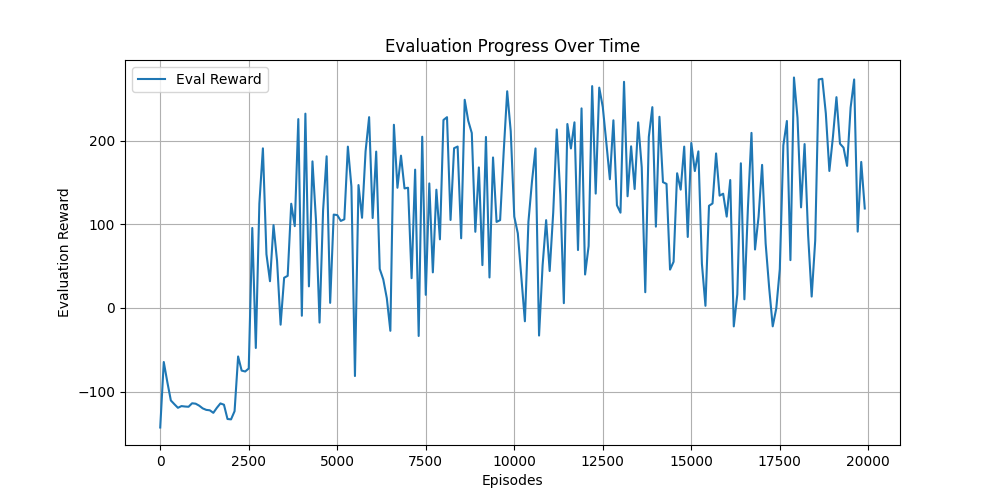 Evaluation Progress Over Time
Eval Reward
Evaluation Reward
200
100
0
−100
0 2500 5000 7500 10000 12500 15000 17500 20000
Episodes